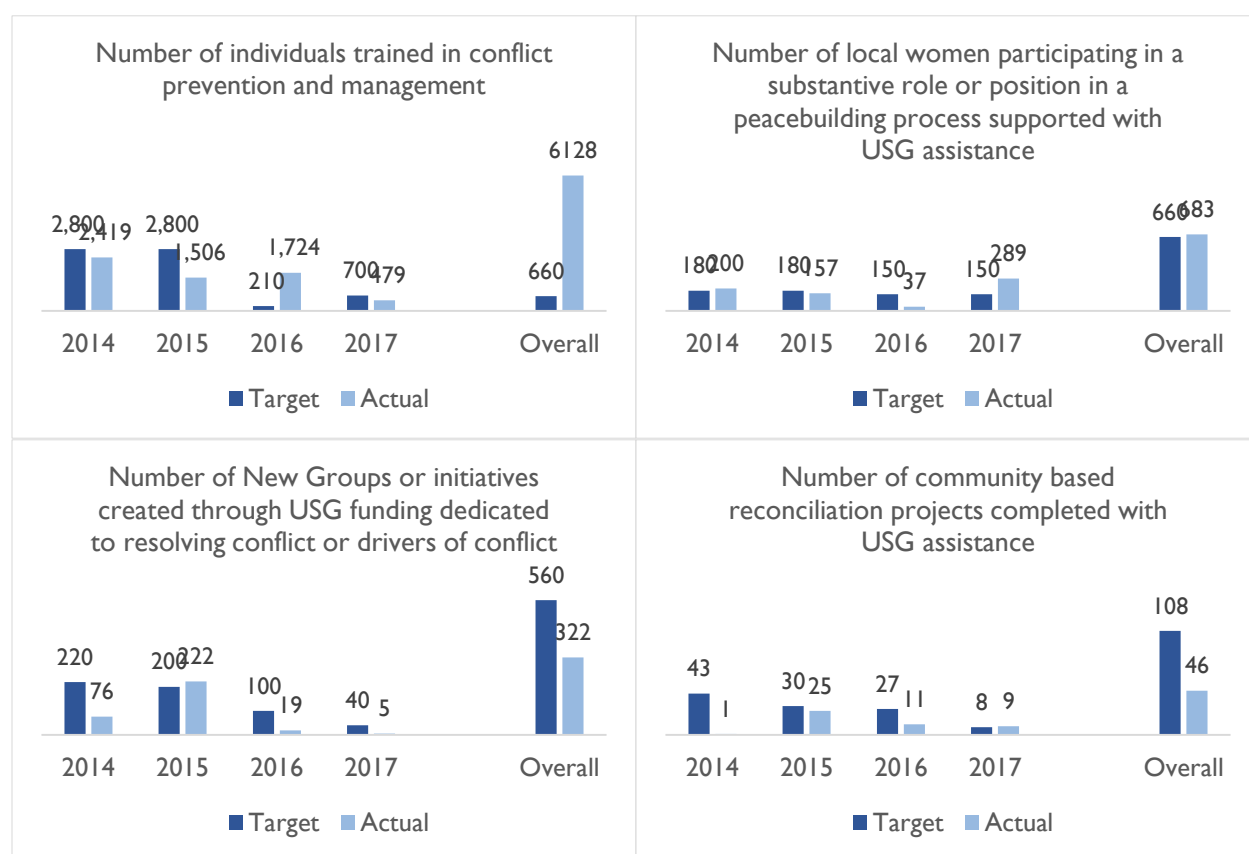 Number of individuals trained in conflict
prevention and management
6128
2,800 2,419 2,800 1,506 210 1,724 700 479 660
2014 2015 2016 2017 Overall
Target Actual
Number of local women participating in a
substantive role or position in a
peacebuilding process supported with
USG assistance
180 200 180 157 150 37 150 289 660 683
2014 2015 2016 2017 Overall
Target Actual
Number of New Groups or initiatives
created through USG funding dedicated
to resolving conflict or drivers of conflict
560
220 76 200 222 100 19 40 5 322
2014 2015 2016 2017 Overall
Target Actual
Number of community based
reconciliation projects completed with
USG assistance
108
43 1 30 25 27 11 8 9 46
2014 2015 2016 2017 Overall
Target Actual